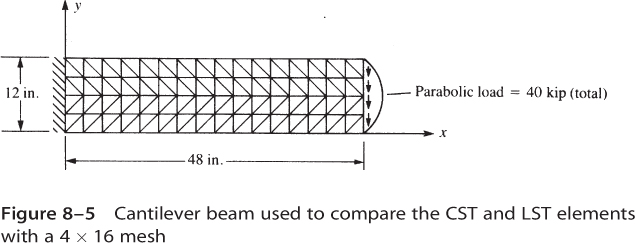 y
12 in.
Parabolic load = 40 kip (total)
x
48 in.
Figure 8–5 Cantilever beam used to compare the CST and LST elements
with a 4 × 16 mesh